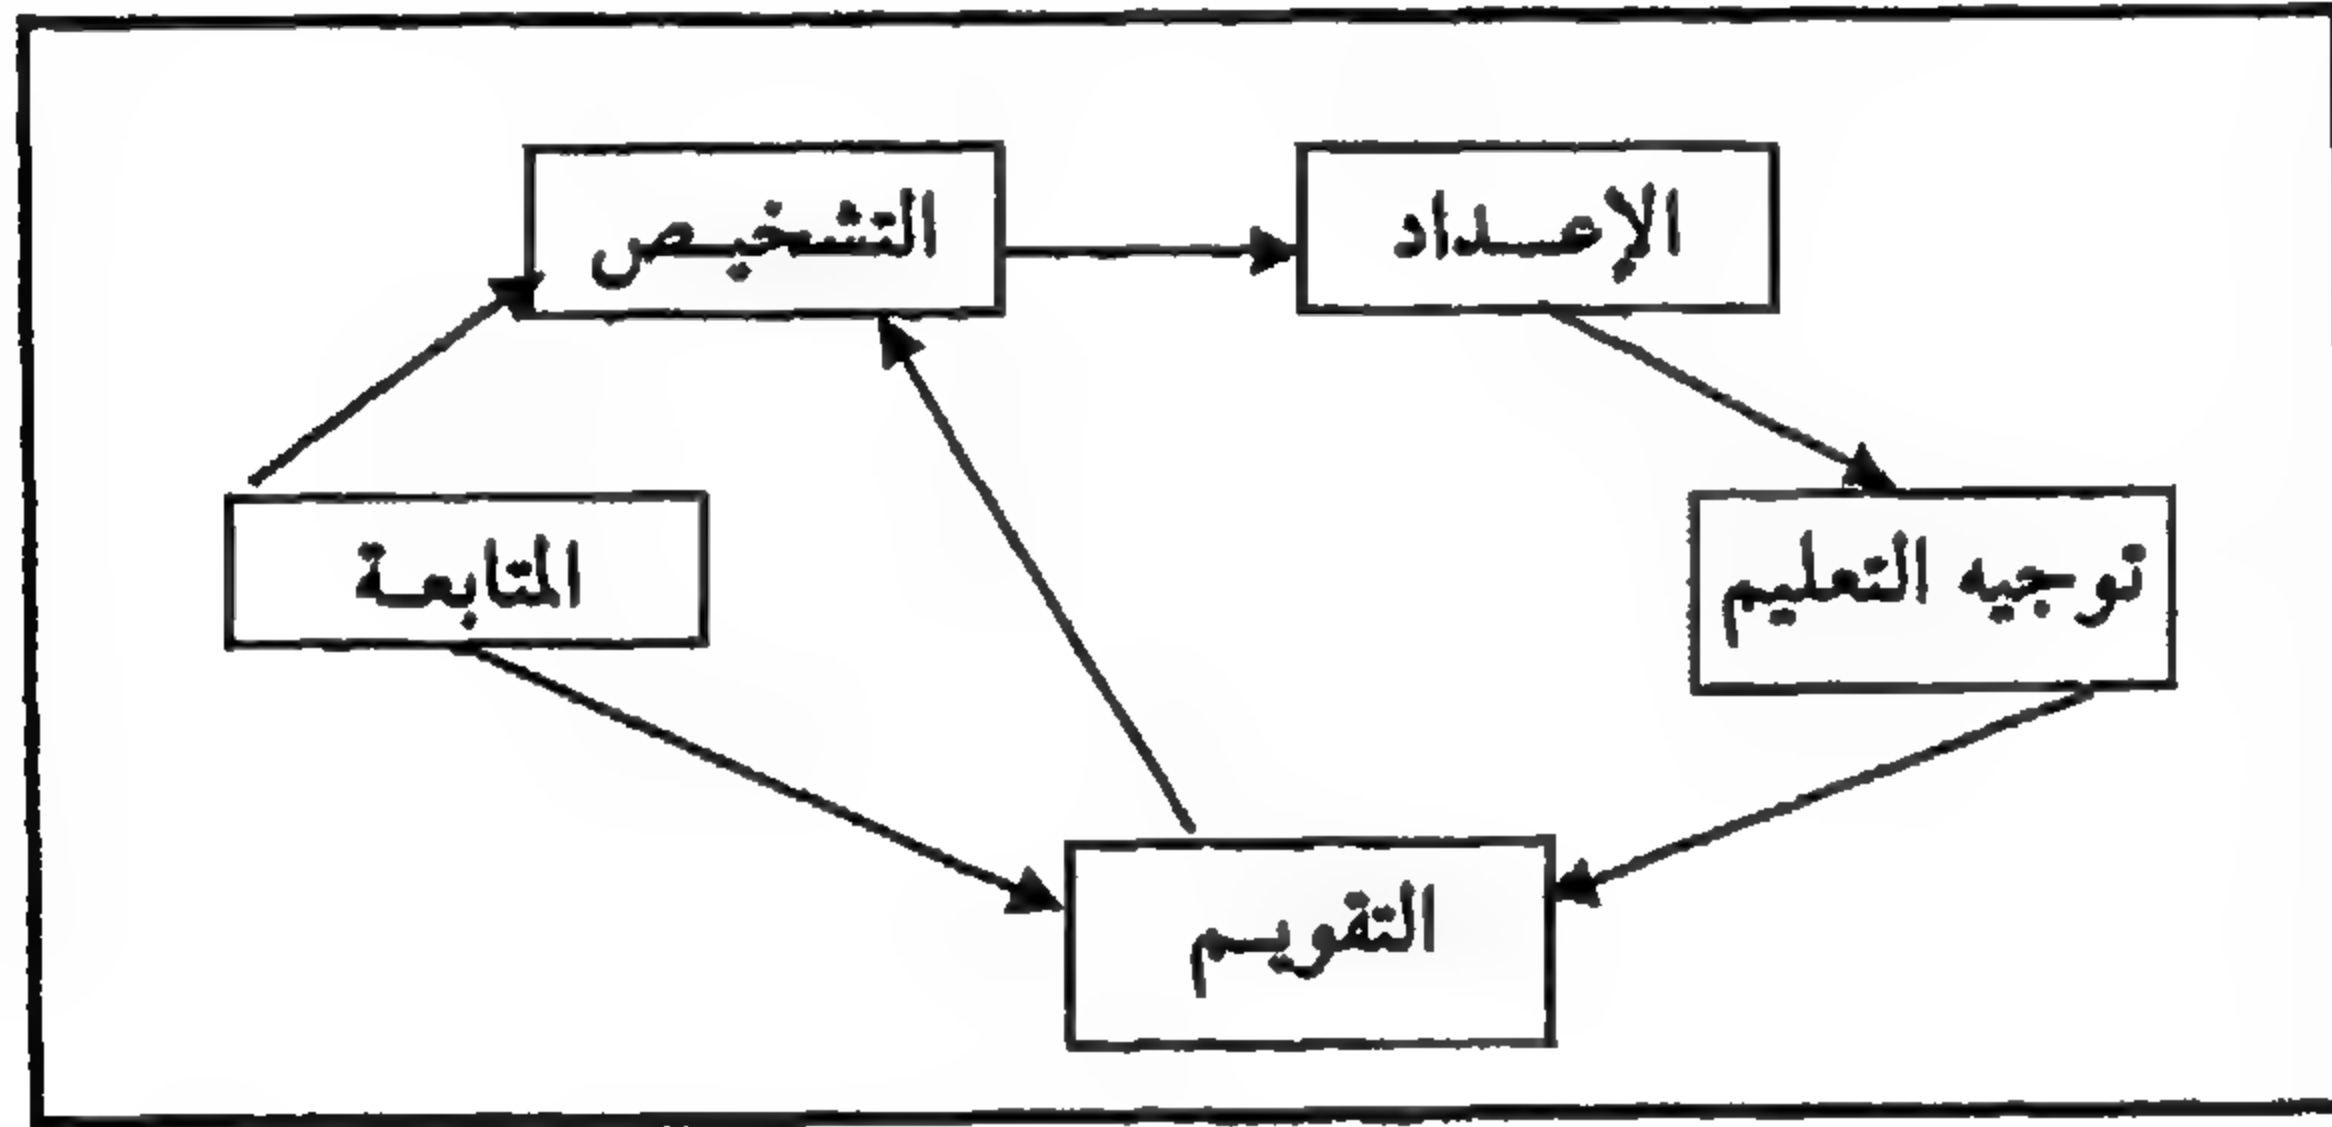 الإعداد
التشخيص
توجيه التعليم
المتابعة
التقويم